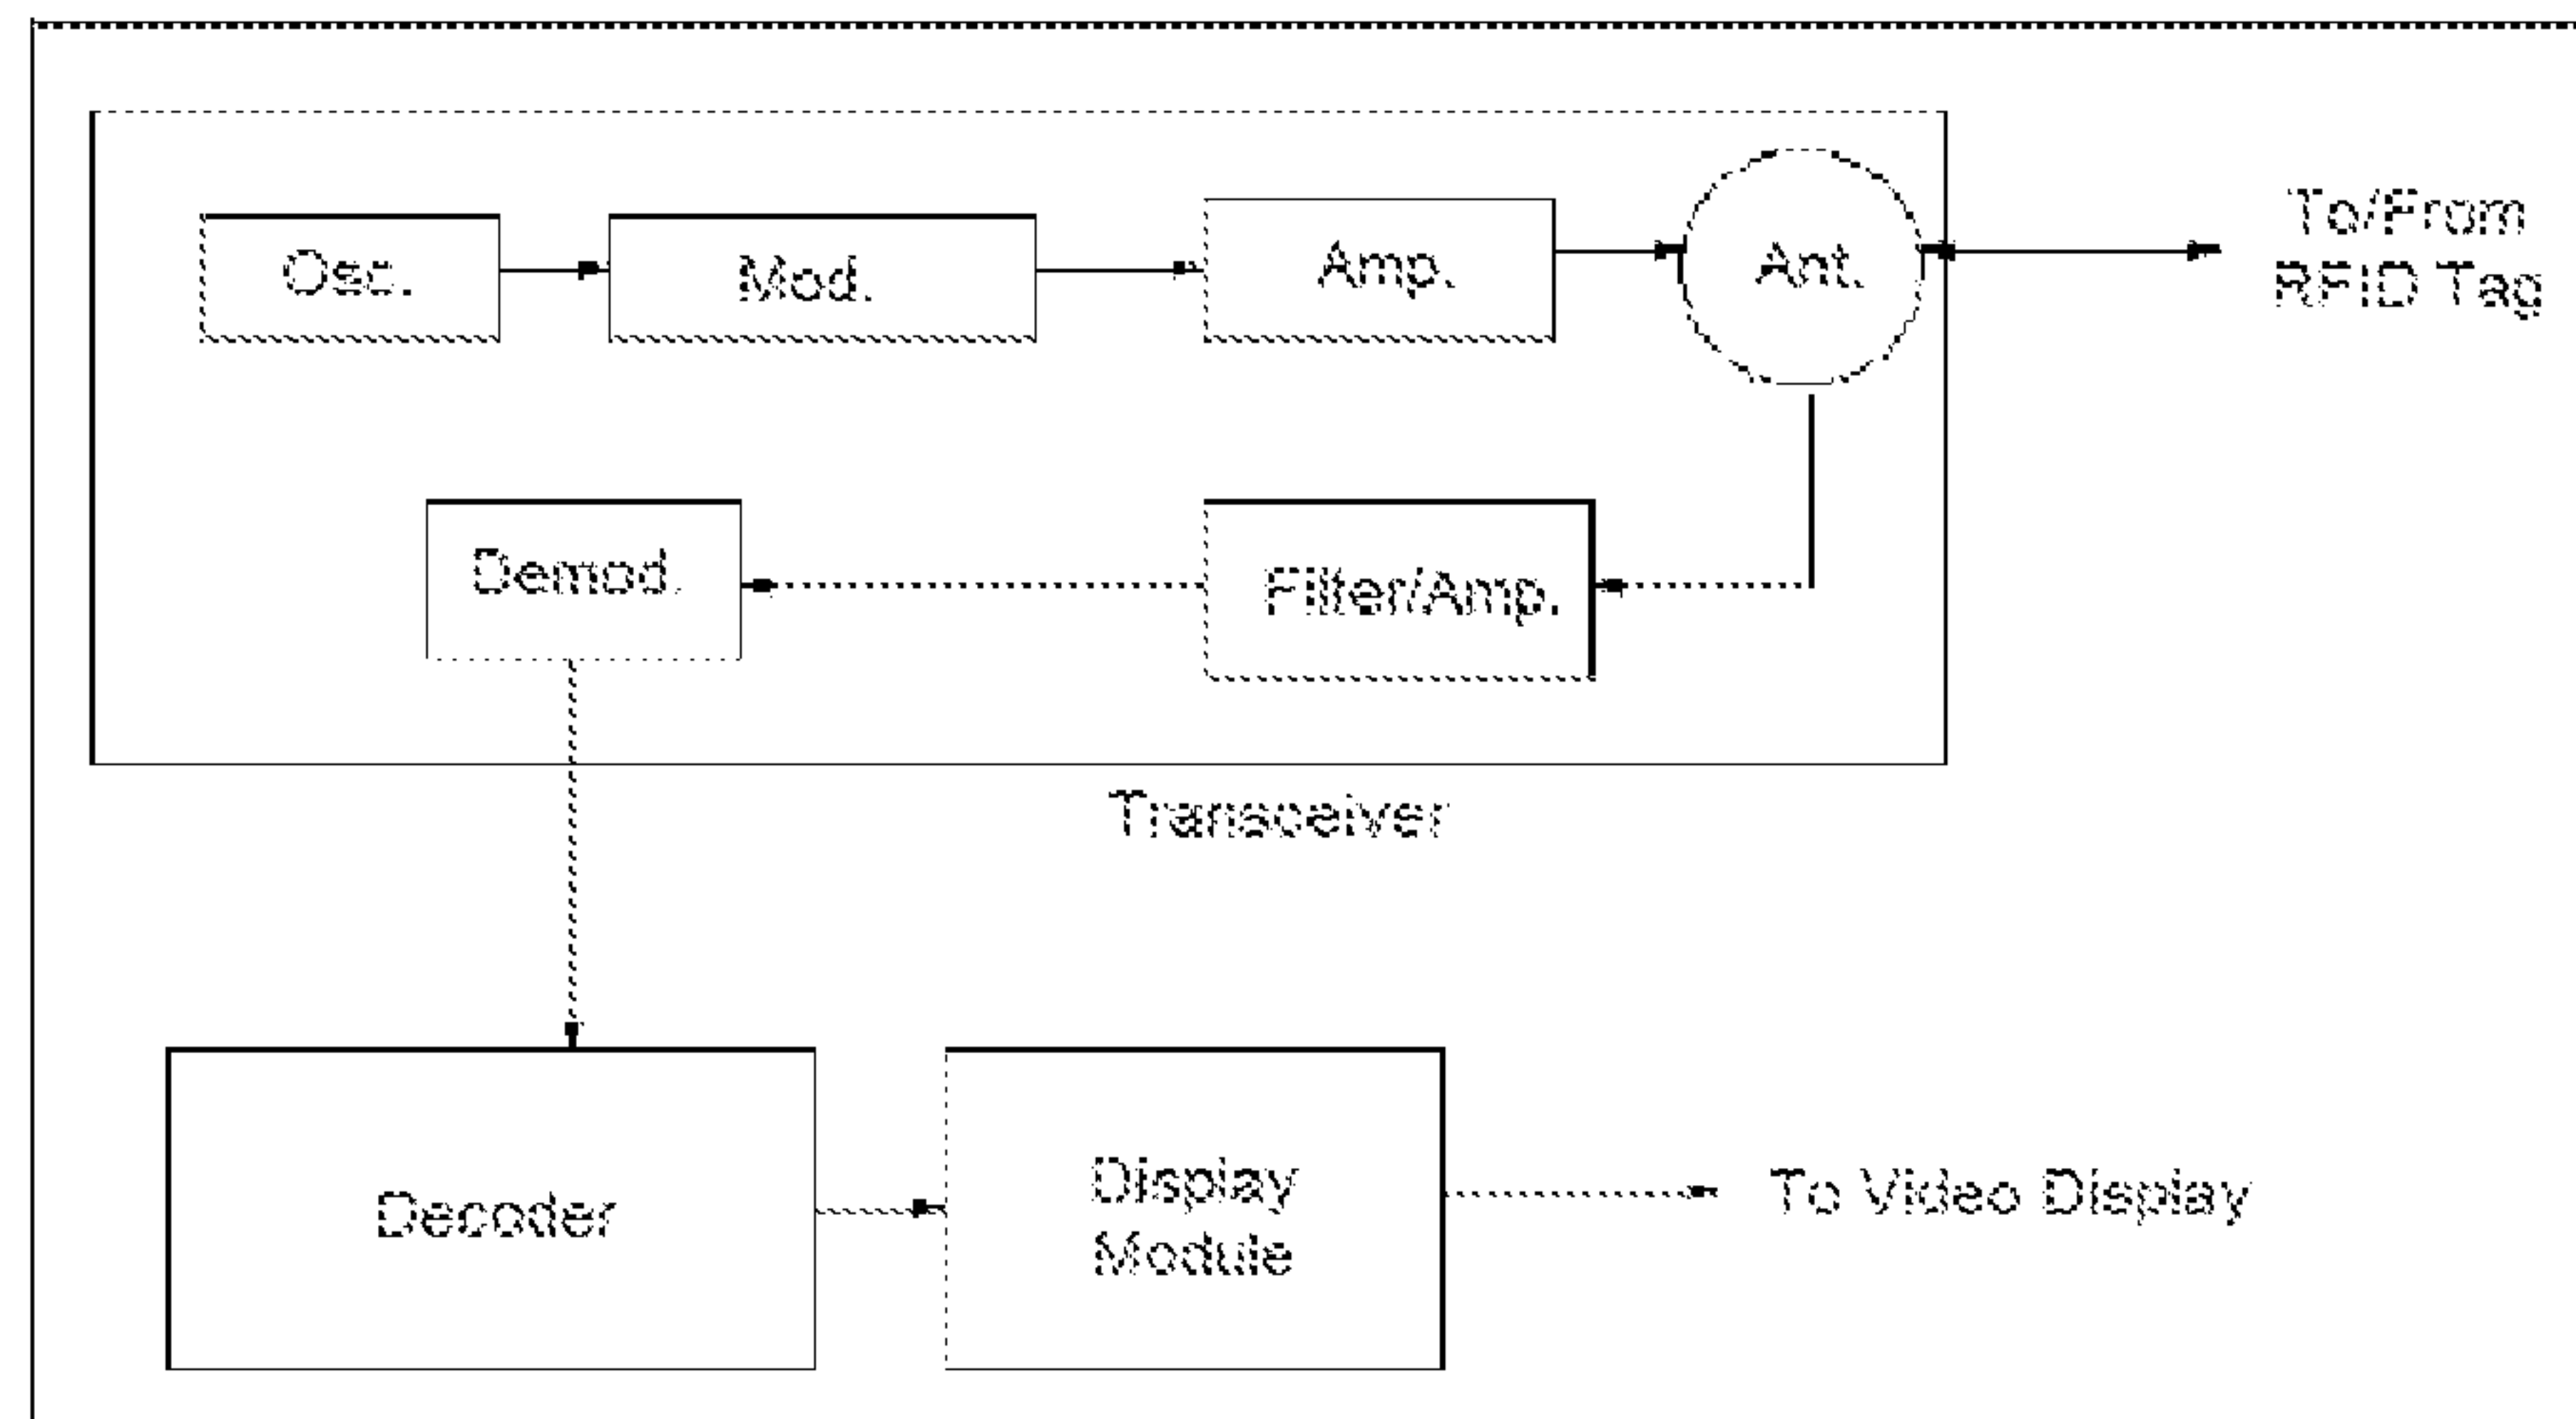 Osc.
Mod.
Amp.
Ant.
To/From
RFID Tag
Demod.
Filter/Amp.
Transceiver
Decoder
Display
Module
To Video Display